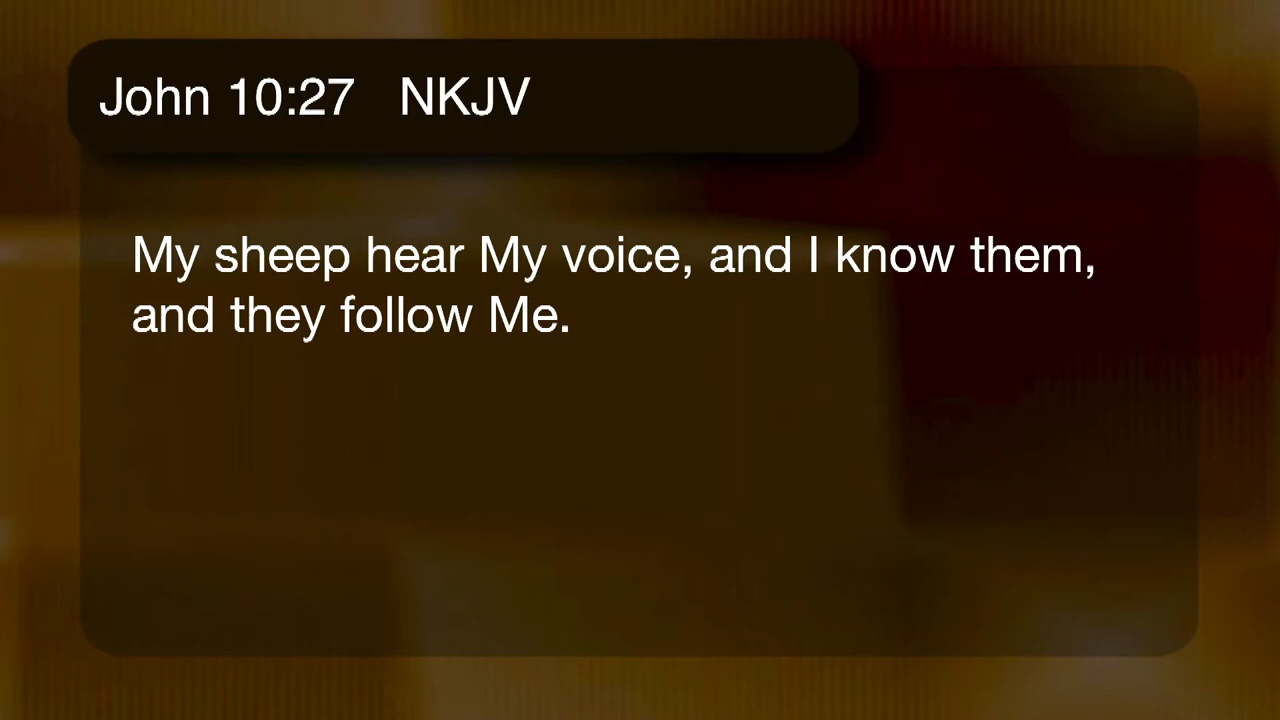 John 10:27 NKJV
My sheep hear My voice, and I know them,
and they follow Me.